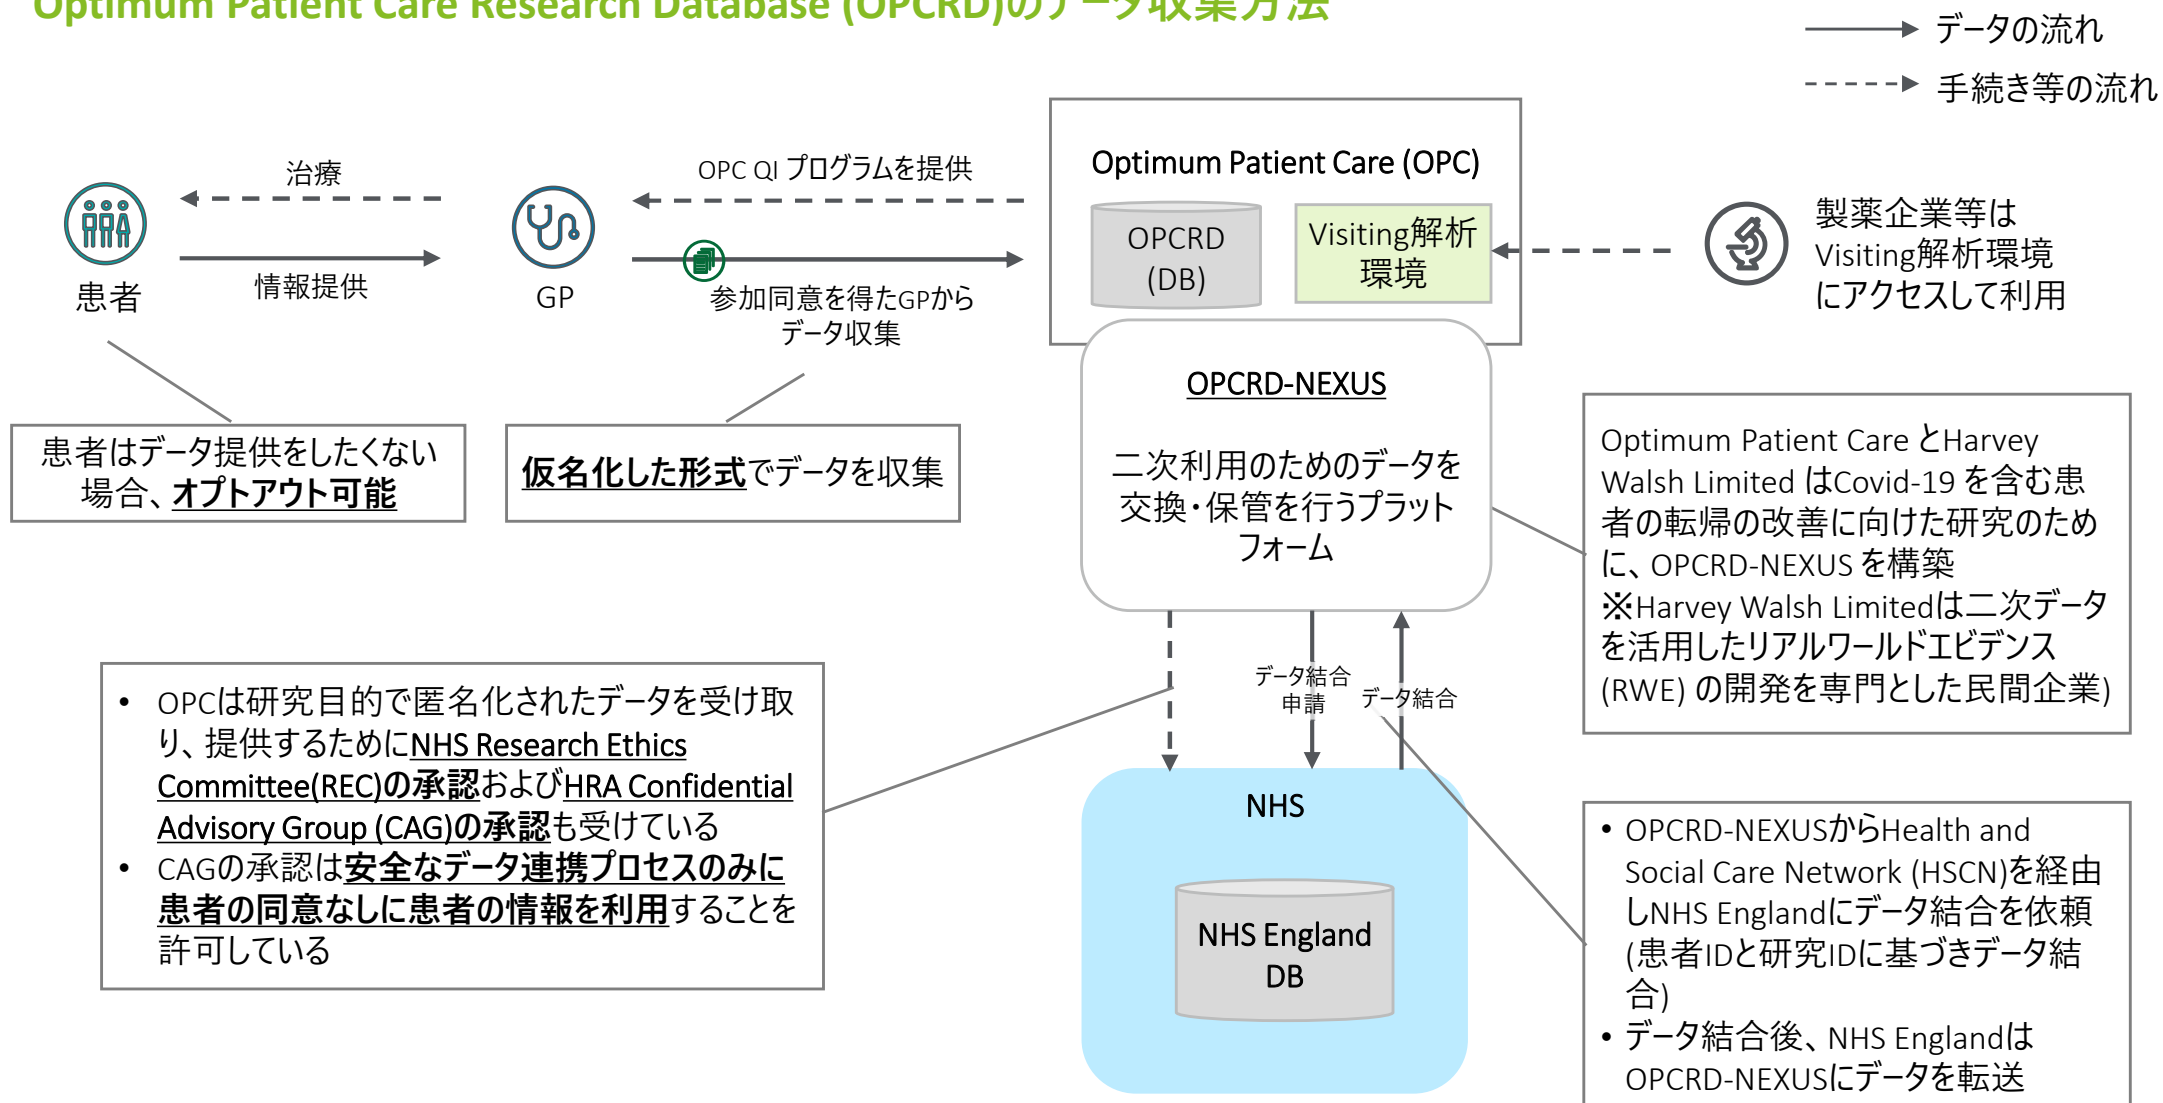 Optimum Patient Care Research Database (OPCRD)のデータ収集方法
データの流れ
手続き等の流れ
治療
情報提供
患者
GP
OPC QI プログラムを提供
参加同意を得たGPから
データ収集
Optimum Patient Care (OPC)
OPCRD
(DB)
Visiting解析
環境
製薬企業等は
Visiting解析環境
にアクセスして利用
患者はデータ提供をしたくない
場合、オプトアウト可能
仮名化した形式でデータを収集
OPCRD-NEXUS
二次利用のためのデータを
交換・保管を行うプラット
フォーム
Optimum Patient Care とHarvey
Walsh Limited はCovid-19 を含む患
者の転帰の改善に向けた研究のため
に、OPCRD-NEXUS を構築
※Harvey Walsh Limitedは二次データ
を活用したリアルワールドエビデンス
(RWE) の開発を専門とした民間企業)
データ結合
申請
データ結合
• OPCは研究目的で匿名化されたデータを受け取
り、提供するためにNHS Research Ethics
Committee(REC)の承認およびHRA Confidential
Advisory Group (CAG)の承認も受けている
• CAGの承認は安全なデータ連携プロセスのみに
患者の同意なしに患者の情報を利用することを
許可している
NHS
NHS England
DB
• OPCRD-NEXUSからHealth and
Social Care Network (HSCN)を経由
しNHS Englandにデータ結合を依頼
(患者IDと研究IDに基づきデータ結
合)
• データ結合後、NHS Englandは
OPCRD-NEXUSにデータを転送